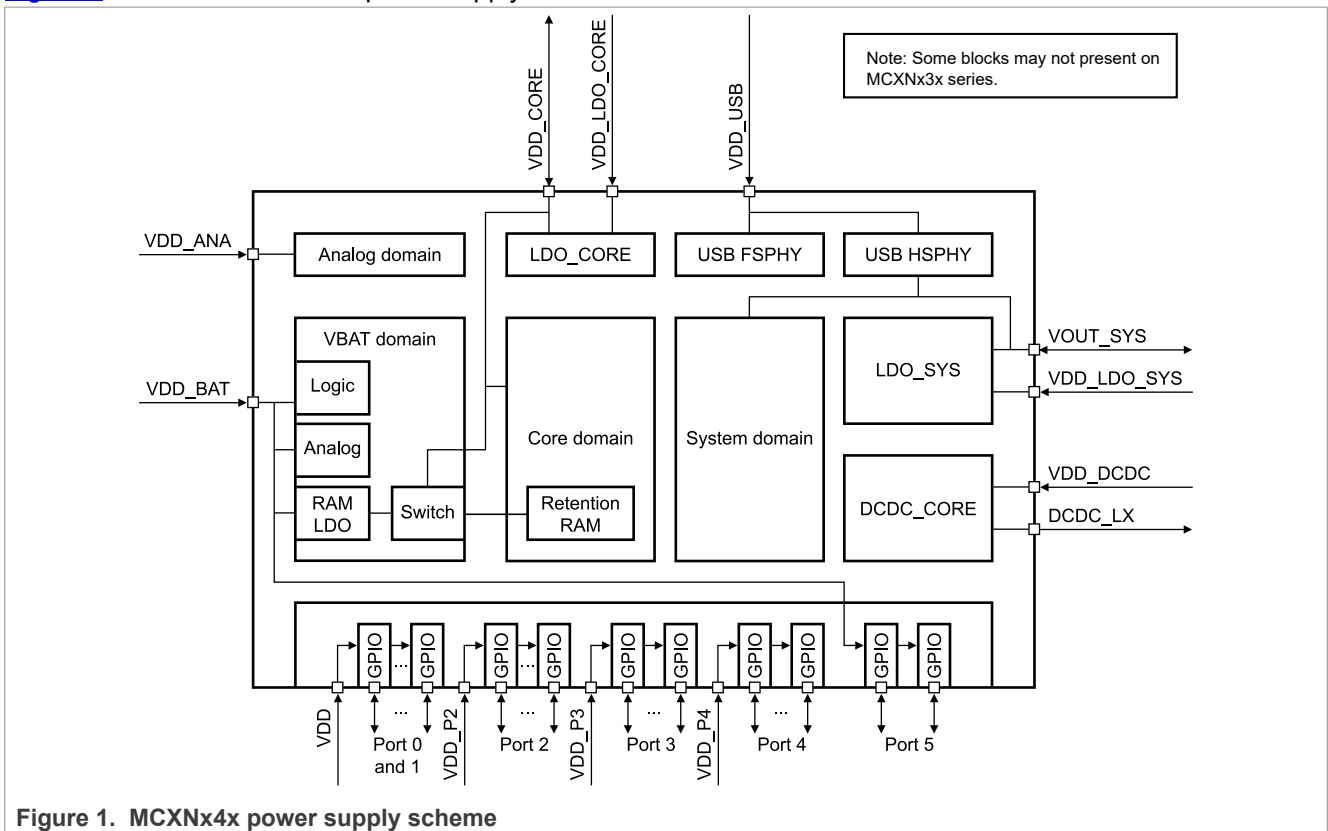 Note: Some blocks may not present on
MCXNx3x series.
VDD_CORE
VDD_LDO_CORE
VDD_USB
VDD_ANA
Analog domain
LDO_CORE
USB FSPHY
USB HSPHY
VBAT domain
VDD_BAT
Logic
Analog
RAM
LDO
Switch
Core domain
Retention
RAM
System domain
LDO_SYS
DCDC_CORE
VOUT_SYS
VDD_LDO_SYS
VDD_DCDC
DCDC_LX
GPIO
...
GPIO
GPIO
...
GPIO
GPIO
GPIO
GPIO
GPIO
GPIO
GPIO
VDD
...
Port 0
and 1
VDD_P2
...
Port 2
VDD_P3
...
Port 3
VDD_P4
...
Port 4
Port 5
Figure 1. MCXNx4x power supply scheme